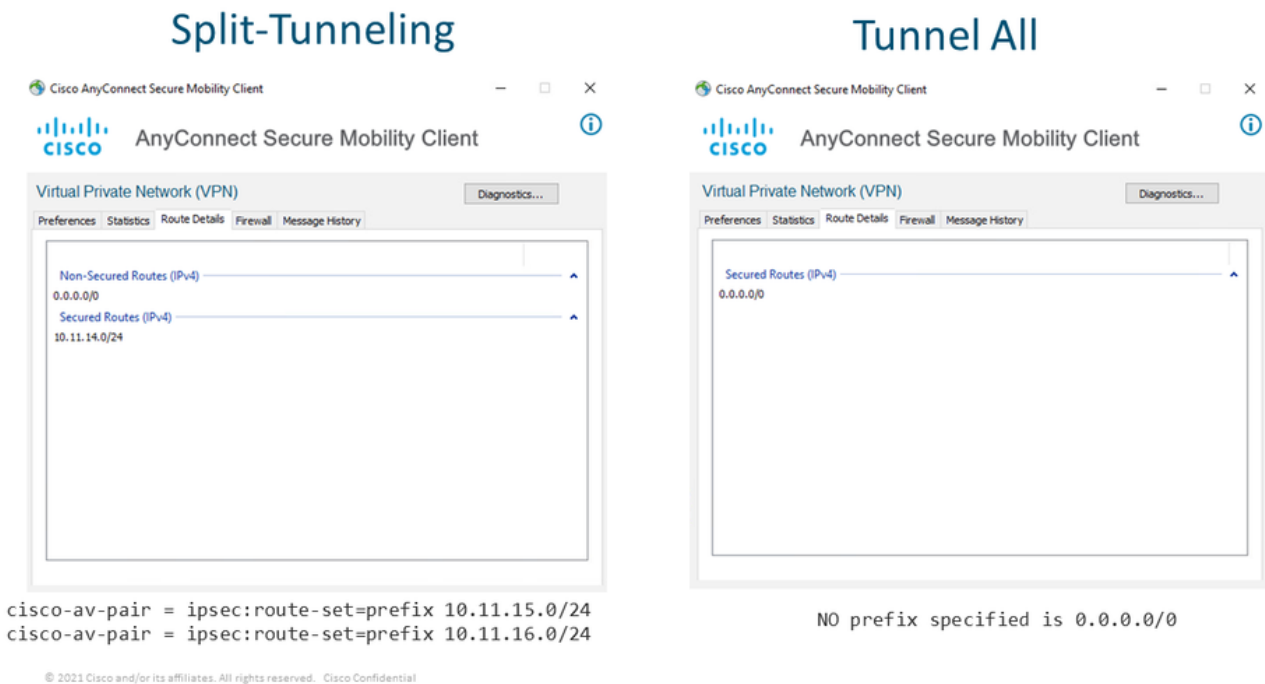 Split-Tunneling
Cisco AnyConnect Secure Mobility Client
CISCO
AnyConnect Secure Mobility Client
Virtual Private Network (VPN)
Diagnostics...
Preferences Statistics Route Details Firewall Message History
Non-Secured Routes (IPv4)
0.0.0.0/0
Secured Routes (IPv4)
10.11.14.0/24
cisco-av-pair = ipsec:route-set=prefix 10.11.15.0/24
cisco-av-pair = ipsec:route-set=prefix 10.11.16.0/24
Tunnel All
Cisco AnyConnect Secure Mobility Client
CISCO
AnyConnect Secure Mobility Client
Virtual Private Network (VPN)
Diagnostics...
Preferences Statistics Route Details Firewall Message History
Secured Routes (IPv4)
0.0.0.0/0
NO prefix specified is 0.0.0.0/0
© 2021 Cisco and/or its affiliates. All rights reserved. Cisco Confidential